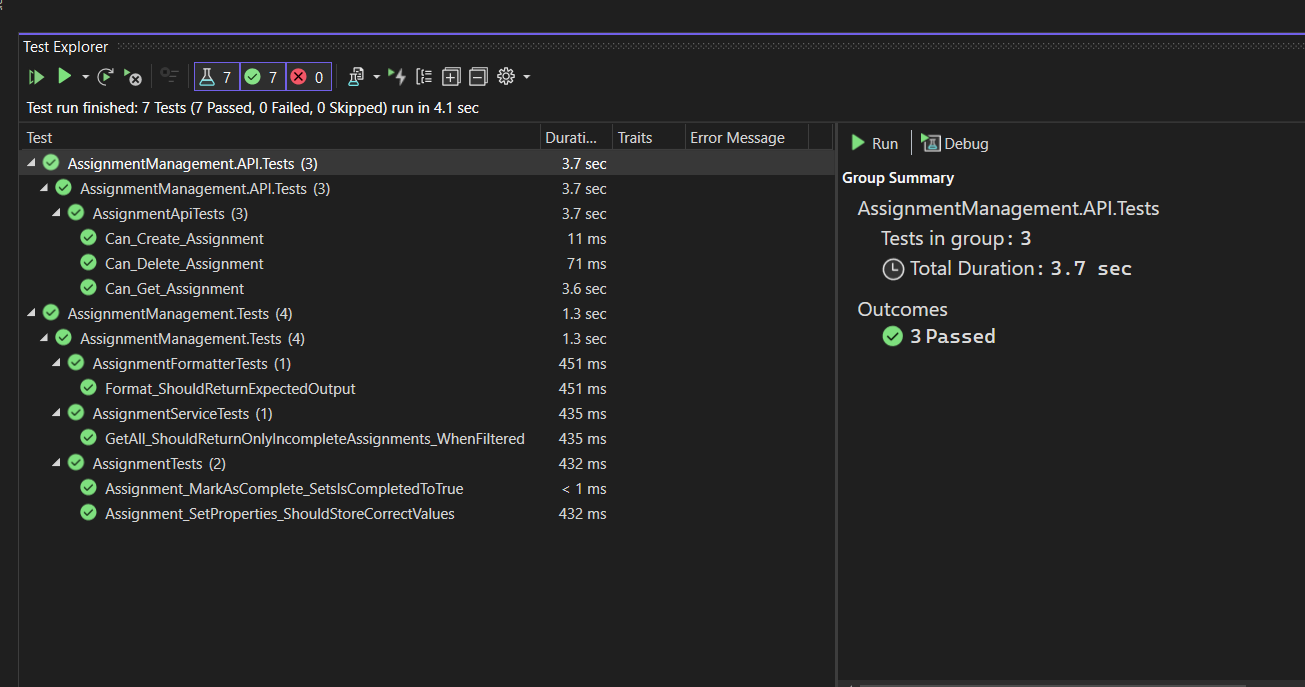 Test Explorer
7 7 0
Test run finished: 7 Tests (7 Passed, 0 Failed, 0 Skipped) run in 4.1 sec
Test Durati... Traits Error Message
AssignmentManagement.API.Tests (3) 3.7 sec
AssignmentManagement.API.Tests (3) 3.7 sec
AssignmentApiTests (3) 3.7 sec
Can_Create_Assignment 11 ms
Can_Delete_Assignment 71 ms
Can_Get_Assignment 3.6 sec
AssignmentManagement.Tests (4) 1.3 sec
AssignmentManagement.Tests (4) 1.3 sec
AssignmentFormatterTests (1) 451 ms
Format_ShouldReturnExpectedOutput 451 ms
AssignmentServiceTests (1) 435 ms
GetAll_ShouldReturnOnlyIncompleteAssignments_WhenFiltered 435 ms
AssignmentTests (2) 432 ms
Assignment_MarkAsComplete_SetsIsCompletedToTrue < 1 ms
Assignment_SetProperties_ShouldStoreCorrectValues 432 ms
Run Debug
Group Summary
AssignmentManagement.API.Tests
Tests in group: 3
Total Duration: 3.7 sec
Outcomes
3 Passed